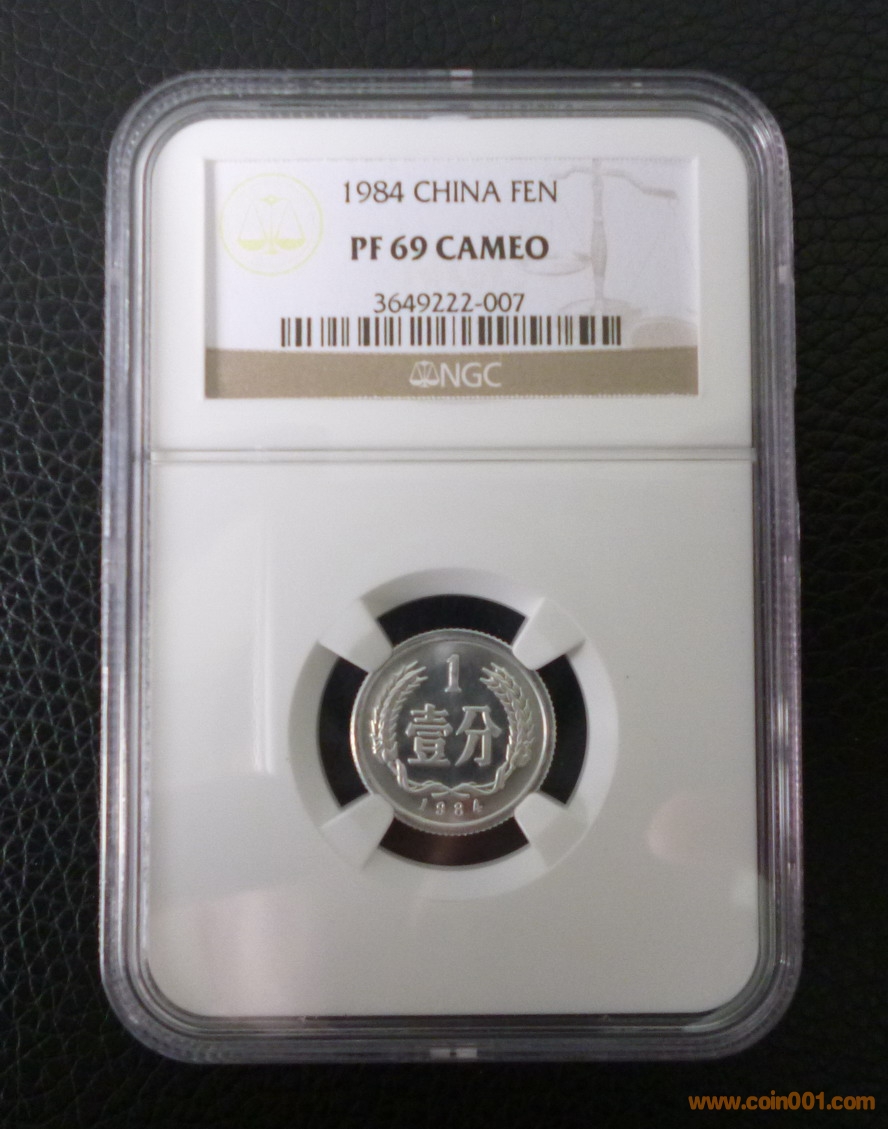 1984 CHINA FEN
PF 69 CAMEO
3649222-007
NGC
1
壹分
1984
www.coin001.com